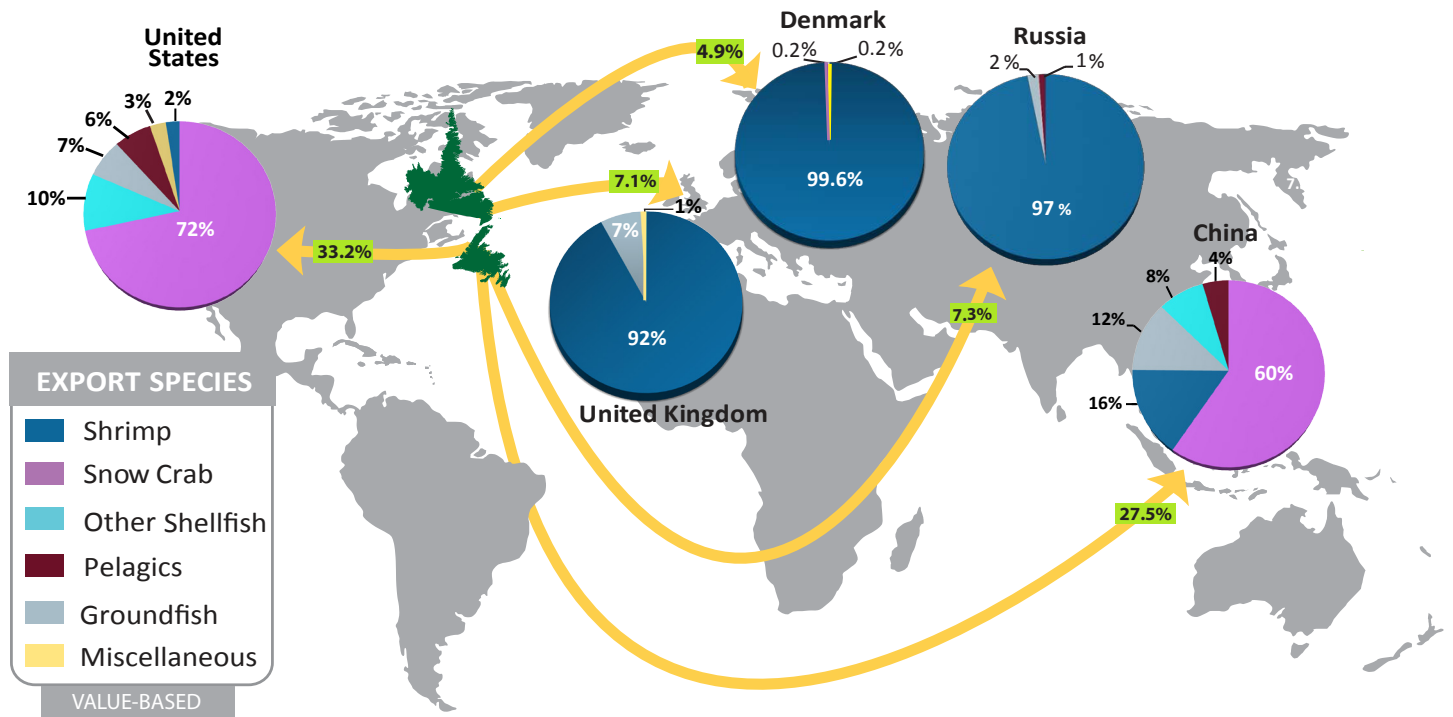 United
States
2%
3%
6%
7%
10%
72%
33.2%
4.9%
7.1%
Denmark
0.2%
0.2%
99.6%
Russia
2 %
1%
97 %
7.
1%
7%
92%
United Kingdom
7.3%
China
4%
8%
12%
16%
60%
27.5%
EXPORT SPECIES
Shrimp
Snow Crab
Other Shellfish
Pelagics
Groundfish
Miscellaneous
VALUE-BASED